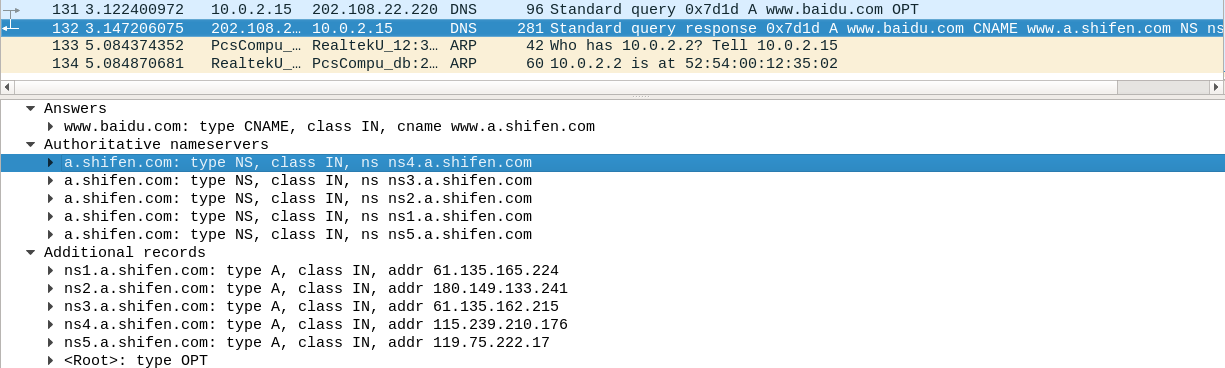 131 3.122400972 10.0.2.15 202.108.22.220 DNS 96 Standard query 0x7d1d A www.baidu.com OPT
132 3.147206075 202.108.2… 10.0.2.15 DNS 281 Standard query response 0x7d1d A www.baidu.com CNAME www.a.shifen.com NS ns
133 5.084374352 PcsCompu_… RealtekU_12:3… ARP 42 Who has 10.0.2.2? Tell 10.0.2.15
134 5.084870681 RealtekU_… PcsCompu_db:2… ARP 60 10.0.2.2 is at 52:54:00:12:35:02
Answers
www.baidu.com: type CNAME, class IN, cname www.a.shifen.com
Authoritative nameservers
a.shifen.com: type NS, class IN, ns ns4.a.shifen.com
a.shifen.com: type NS, class IN, ns ns3.a.shifen.com
a.shifen.com: type NS, class IN, ns ns2.a.shifen.com
a.shifen.com: type NS, class IN, ns ns1.a.shifen.com
a.shifen.com: type NS, class IN, ns ns5.a.shifen.com
Additional records
ns1.a.shifen.com: type A, class IN, addr 61.135.165.224
ns2.a.shifen.com: type A, class IN, addr 180.149.133.241
ns3.a.shifen.com: type A, class IN, addr 61.135.162.215
ns4.a.shifen.com: type A, class IN, addr 115.239.210.176
ns5.a.shifen.com: type A, class IN, addr 119.75.222.17
<Root>: type OPT